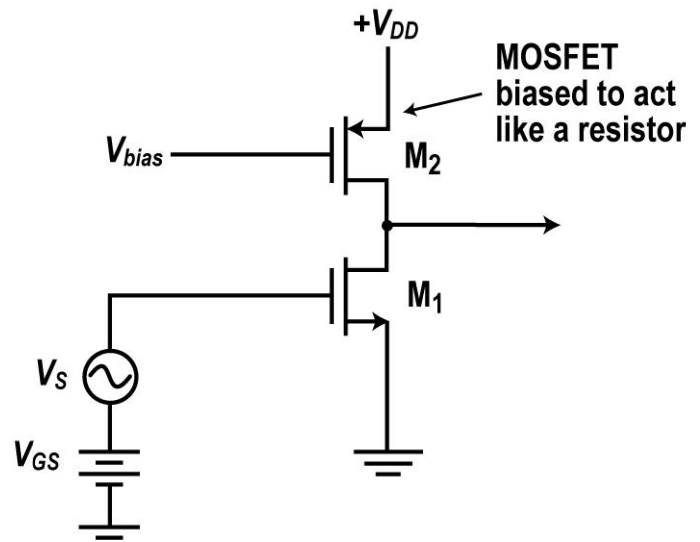 +VDD
MOSFET
biased to act
like a resistor
Vbias
M2
M1
VS
VGS